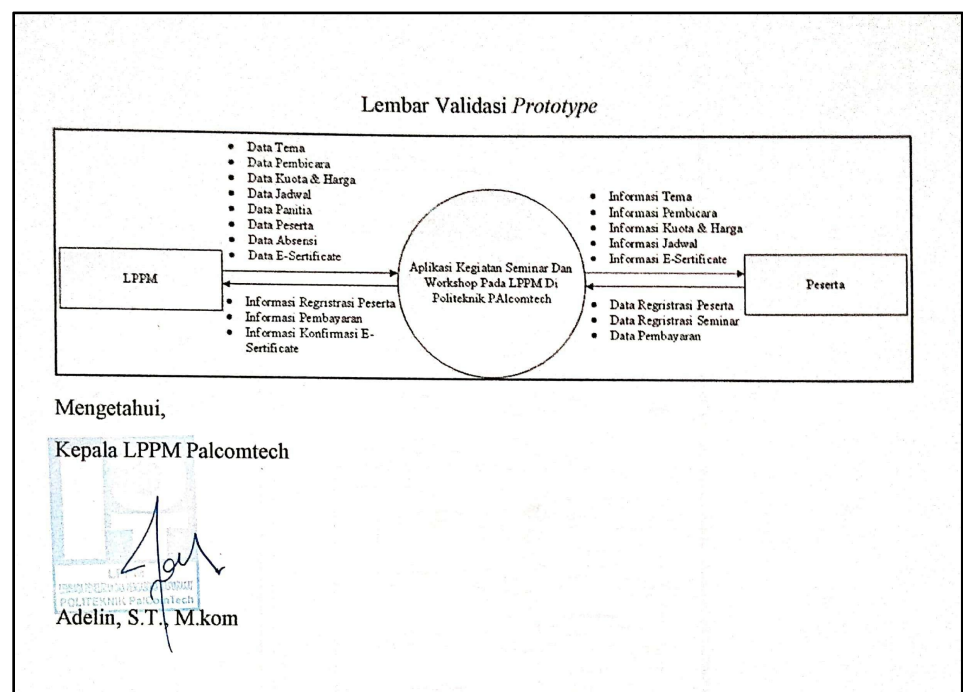 Lembar Validasi Prototype
Data Tema
Data Pembicara
Data Kuota & Harga
Data Jadwal
Data Panitia
Data Peserta
Data Absensi
Data E-Sertificate
LPPM
Informasi Regristrasi Peserta
Informasi Pembayaran
Informasi Konfirmasi E-
Sertificate
Aplikasi Kegiatan Seminar Dan
Workshop Pada LPPM Di
Politeknik PAlcomtech
Informasi Tema
Informasi Pembicara
Informasi Kuota & Harga
Informasi Jadwal
Informasi E-Sertificate
Data Regristrasi Peserta
Data Regristrasi Seminar
Data Pembayaran
Peserta
Mengetahui,
Kepala LPPM Palcomtech
LPPM
POLITEKNIK PalComTech
Adelin, S.T., M.kom